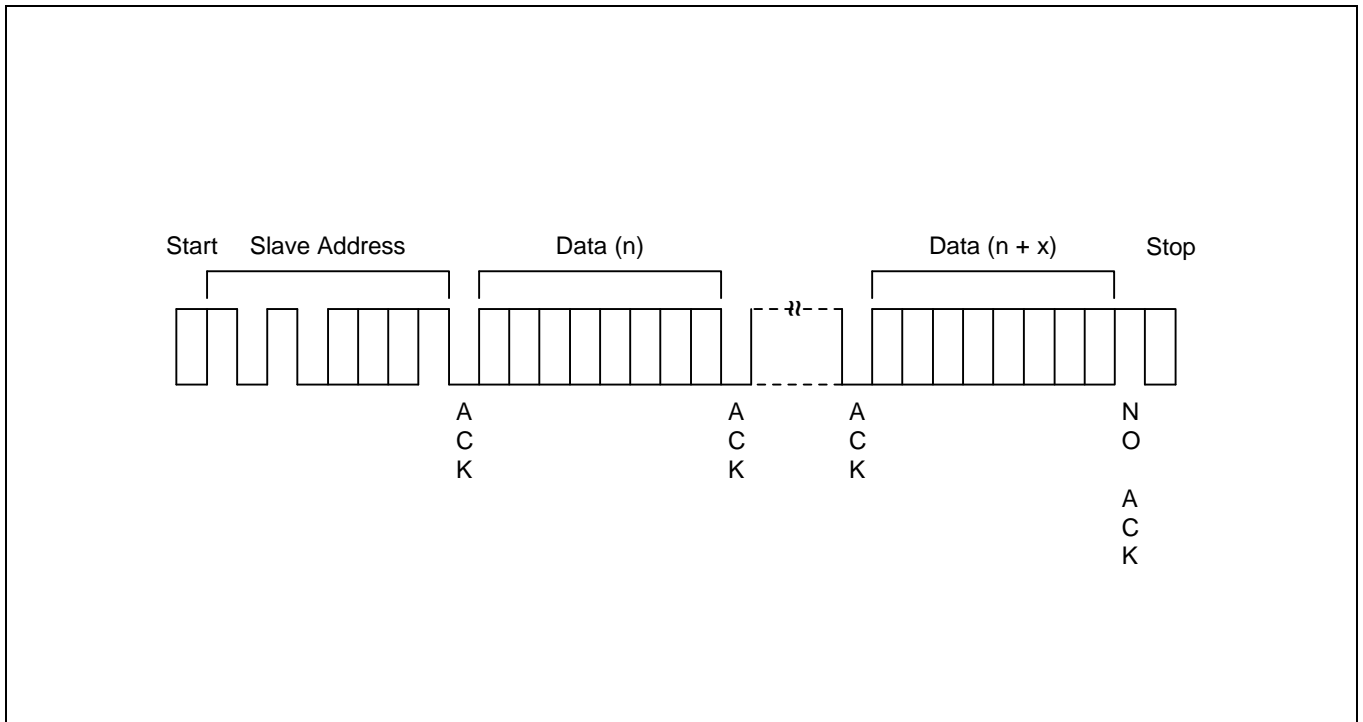 Start
Slave Address
Data (n)
Data (n + x)
Stop
A
C
K
A
C
K
A
C
K
N
O
A
C
K